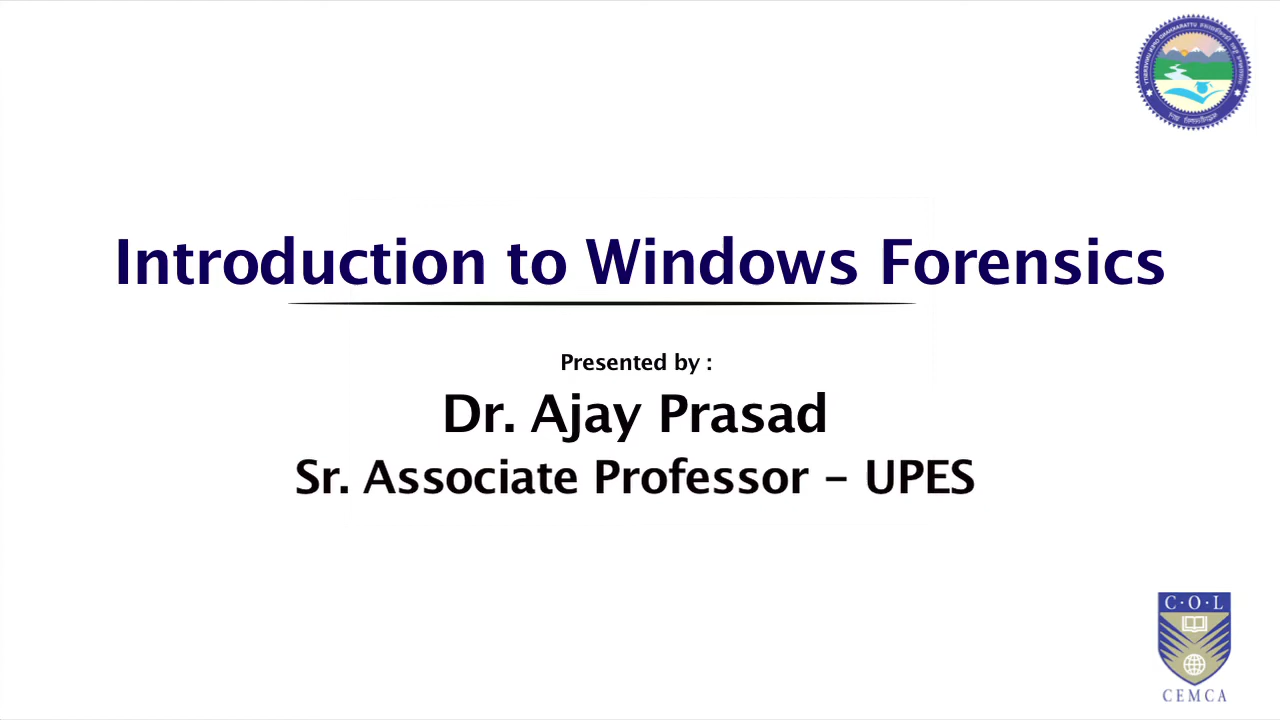 Introduction to Windows Forensics
Presented by :
Dr. Ajay Prasad
Sr. Associate Professor – UPES
C·O·L
CEMCA